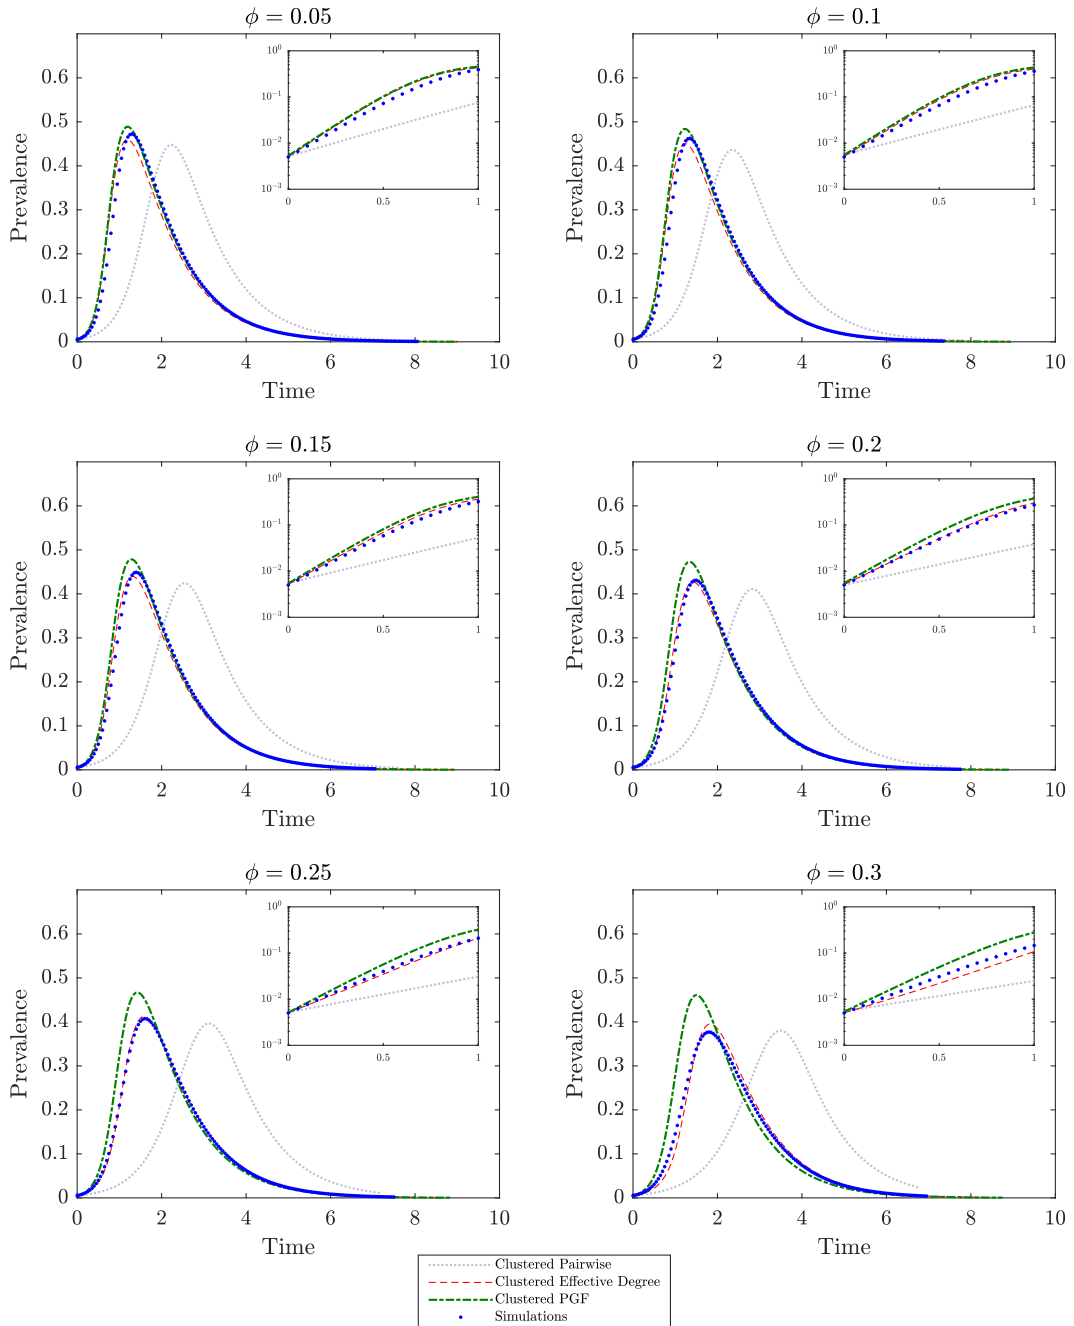 ϕ = 0.05
Prevalence
0.6
0.5
0.4
0.3
0.2
0.1
0
0 2 4 6 8 10
Time
10⁰
10⁻¹
10⁻²
10⁻³
0 0.5 1
ϕ = 0.1
Prevalence
0.6
0.5
0.4
0.3
0.2
0.1
0
0 2 4 6 8 10
Time
10⁰
10⁻¹
10⁻²
10⁻³
0 0.5 1
ϕ = 0.15
Prevalence
0.6
0.5
0.4
0.3
0.2
0.1
0
0 2 4 6 8 10
Time
10⁰
10⁻¹
10⁻²
10⁻³
0 0.5 1
ϕ = 0.2
Prevalence
0.6
0.5
0.4
0.3
0.2
0.1
0
0 2 4 6 8 10
Time
10⁰
10⁻¹
10⁻²
10⁻³
0 0.5 1
ϕ = 0.25
Prevalence
0.6
0.5
0.4
0.3
0.2
0.1
0
0 2 4 6 8 10
Time
10⁰
10⁻¹
10⁻²
10⁻³
0 0.5 1
ϕ = 0.3
Prevalence
0.6
0.5
0.4
0.3
0.2
0.1
0
0 2 4 6 8 10
Time
10⁰
10⁻¹
10⁻²
10⁻³
0 0.5 1
Clustered Pairwise
Clustered Effective Degree
Clustered PGF
Simulations